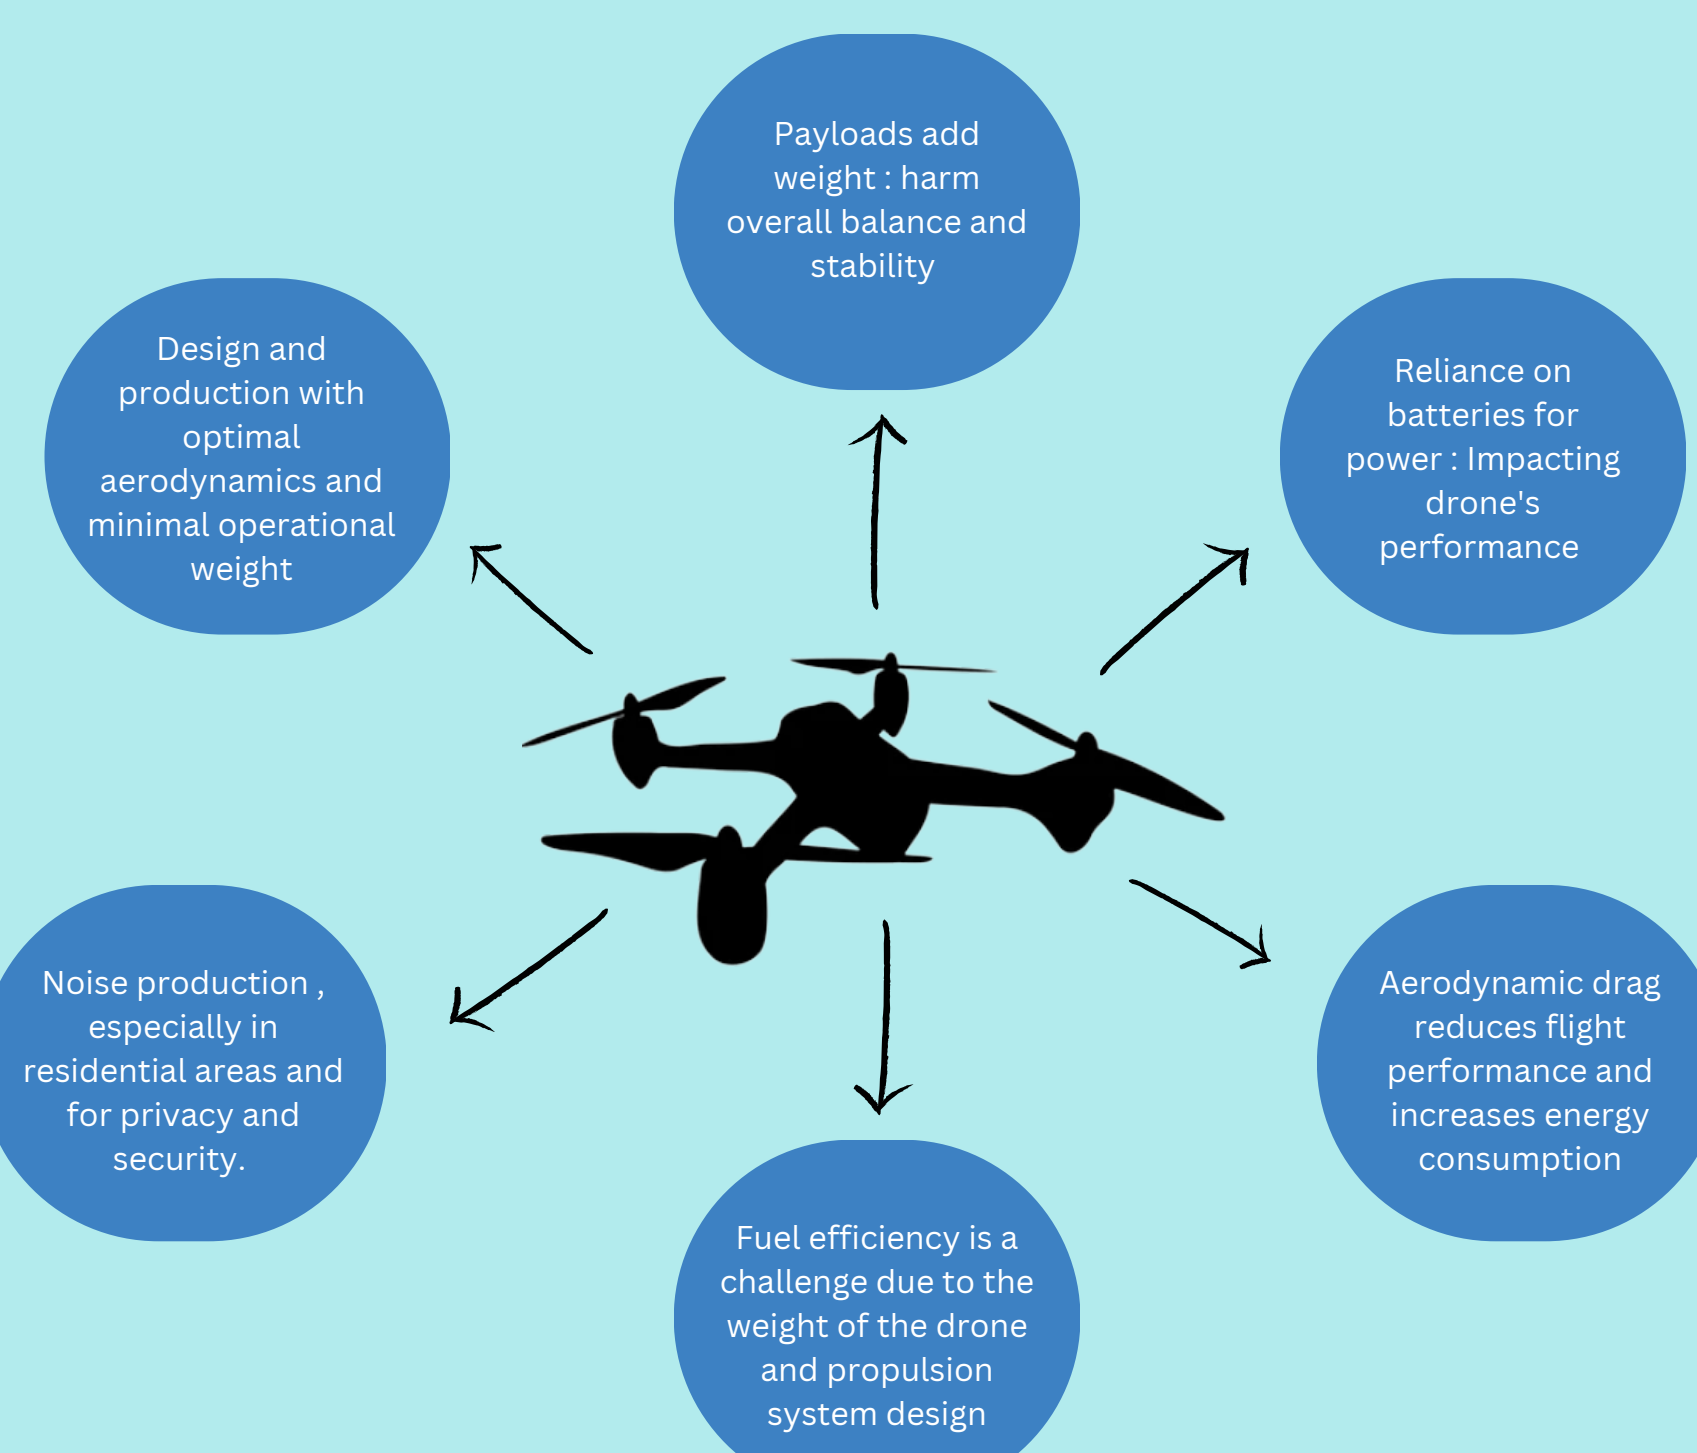 Payloads add
weight : harm
overall balance and
stability
Design and
production with
optimal
aerodynamics and
minimal operational
weight
Reliance on
batteries for
power : Impacting
drone's
performance
Noise production ,
especially in
residential areas and
for privacy and
security.
Aerodynamic drag
reduces flight
performance and
increases energy
consumption
Fuel efficiency is a
challenge due to the
weight of the drone
and propulsion
system design